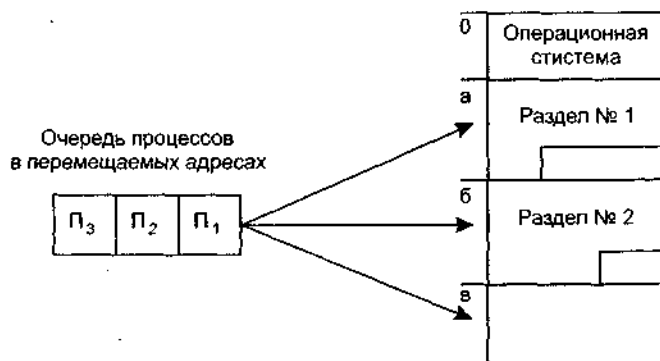 0
Операционная
стистема
а
Раздел № 1
Очередь процессов
в перемещаемых адресах
П₃ П₂ П₁
б
Раздел № 2
в